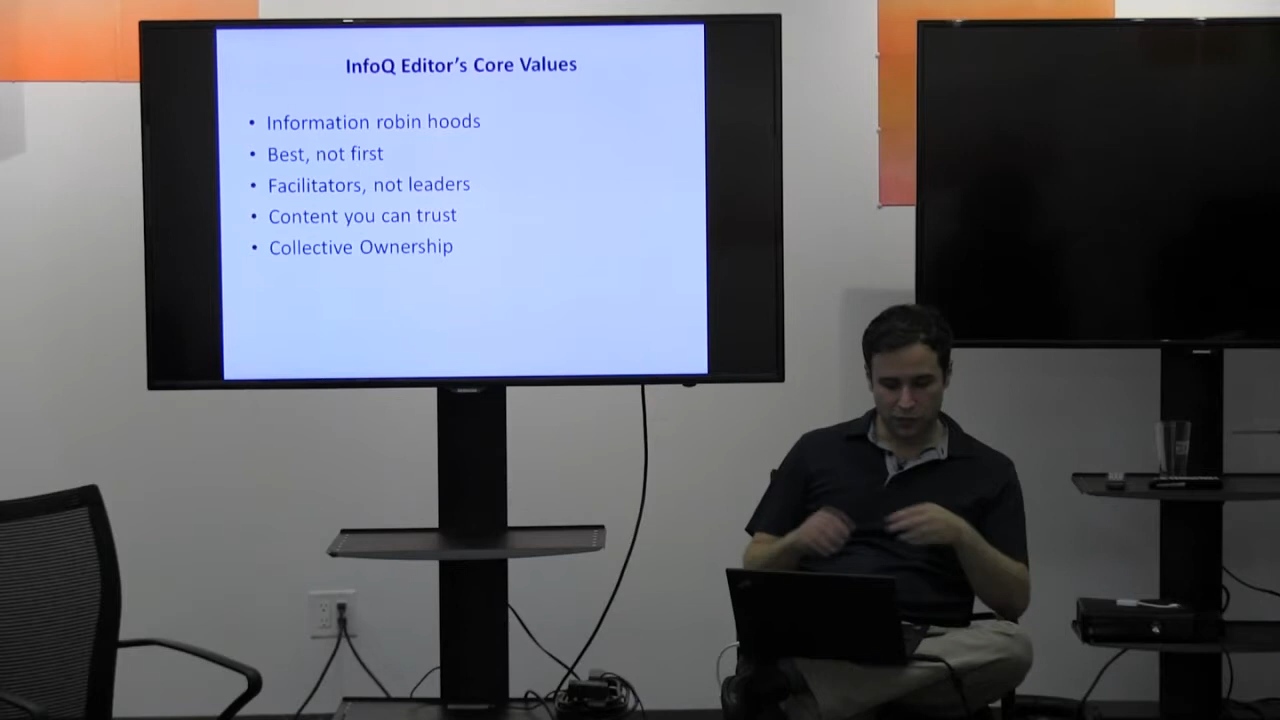 InfoQ Editor's Core Values
• Information robin hoods
• Best, not first
• Facilitators, not leaders
• Content you can trust
• Collective Ownership